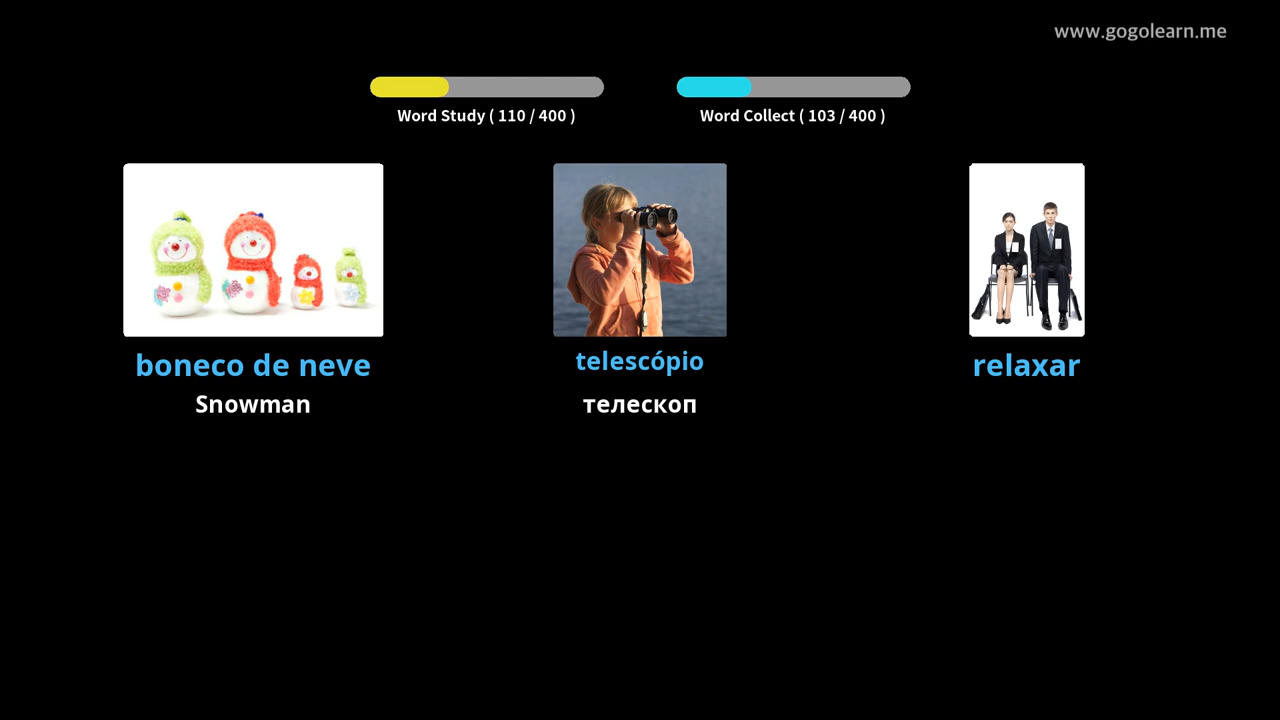 www.gogolearn.me
Word Study ( 110 / 400 )
Word Collect ( 103 / 400 )
boneco de neve
Snowman
telescópio
телескоп
relaxar